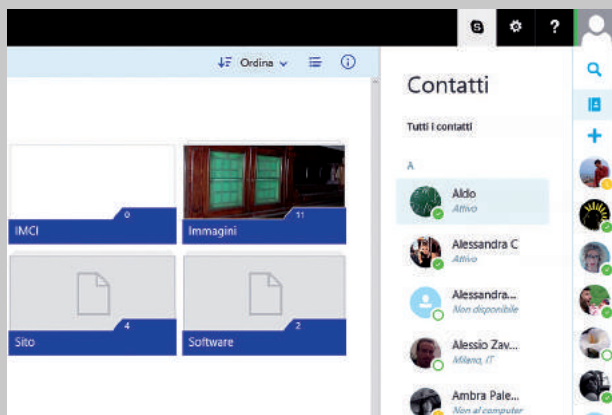 ?
Ordina
Contatti
Tutti i contatti
A
Aldo
Attivo
Alessandra C
Attivo
Alessandra...
Non disponibile
Alessio Zav...
Milano, IT
Ambra Pale...
Non al computer
0
IMCI
11
Immagini
4
Sito
2
Software